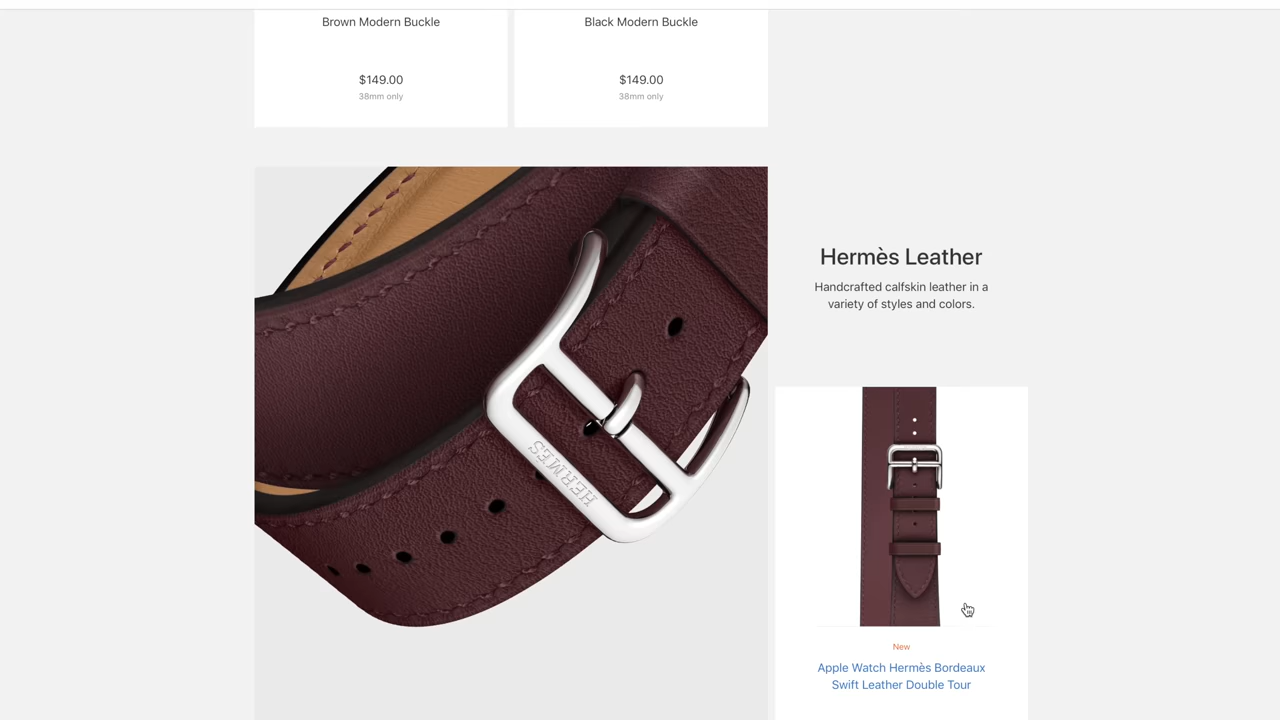 Brown Modern Buckle
$149.00
38mm only
Black Modern Buckle
$149.00
38mm only
HERMES
Hermès Leather
Handcrafted calfskin leather in a
variety of styles and colors.
New
Apple Watch Hermès Bordeaux
Swift Leather Double Tour